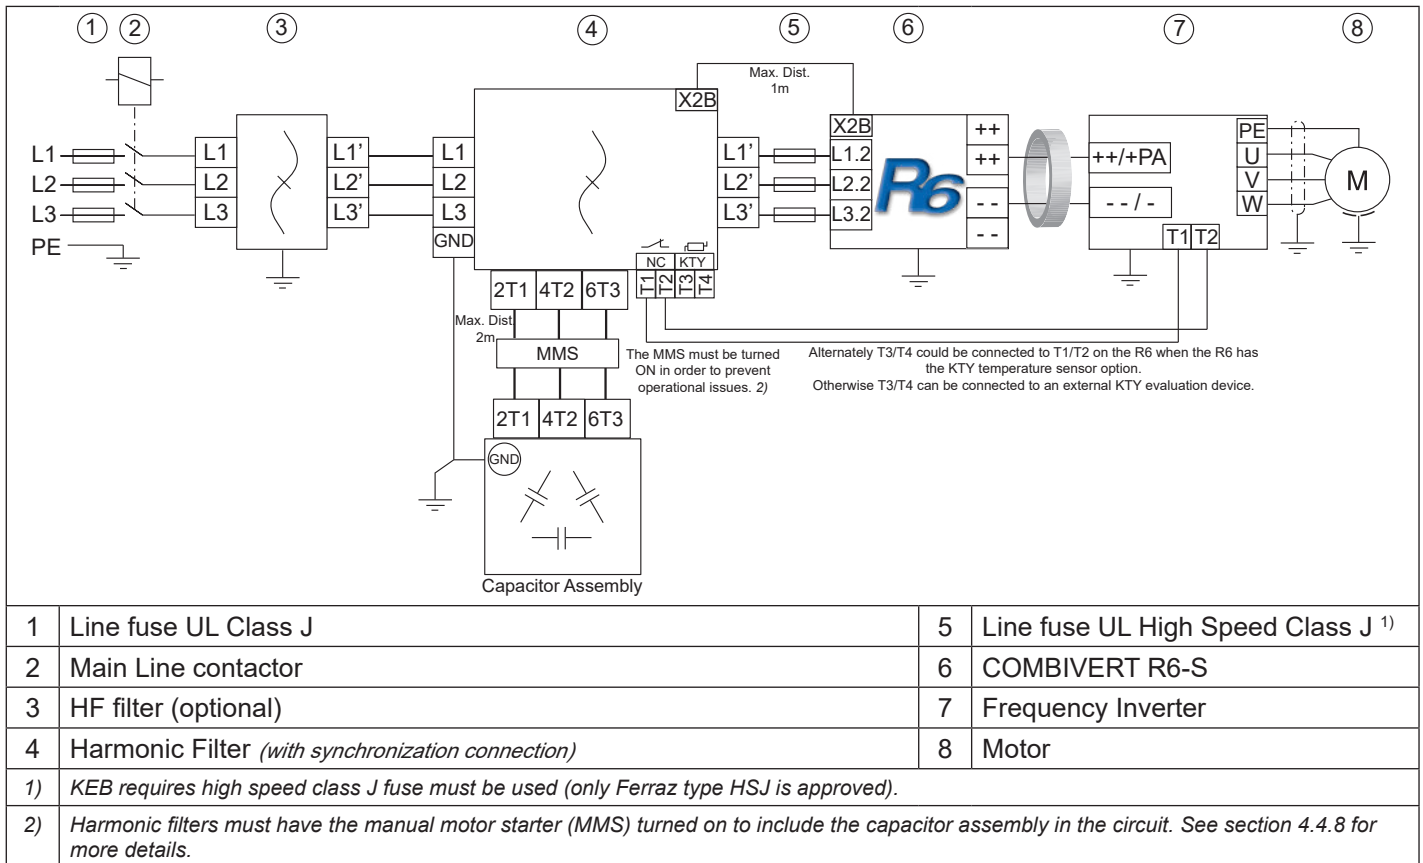 1 2 3 4 5 6 7 8
X2B
Max. Dist.
1m
L1
L2
L3
PE
L1
L2
L3
L1'
L2'
L3'
L1
L2
L3
GND
L1'
L2'
L3'
X2B
L1.2
L2.2
L3.2
R6
++
++
--
--
++/+PA
--/-
PE
U
V
W
M
T1 T2
NC KTY
T1 T2 T3 T4
2T1 4T2 6T3
Max. Dist.
2m
MMS
The MMS must be turned
ON in order to prevent
operational issues. 2)
Alternately T3/T4 could be connected to T1/T2 on the R6 when the R6 has
the KTY temperature sensor option.
Otherwise T3/T4 can be connected to an external KTY evaluation device.
2T1 4T2 6T3
GND
Capacitor Assembly
1 Line fuse UL Class J 5 Line fuse UL High Speed Class J 1)
2 Main Line contactor 6 COMBIVERT R6-S
3 HF filter (optional) 7 Frequency Inverter
4 Harmonic Filter (with synchronization connection) 8 Motor
1) KEB requires high speed class J fuse must be used (only Ferraz type HSJ is approved).
2) Harmonic filters must have the manual motor starter (MMS) turned on to include the capacitor assembly in the circuit. See section 4.4.8 for
more details.